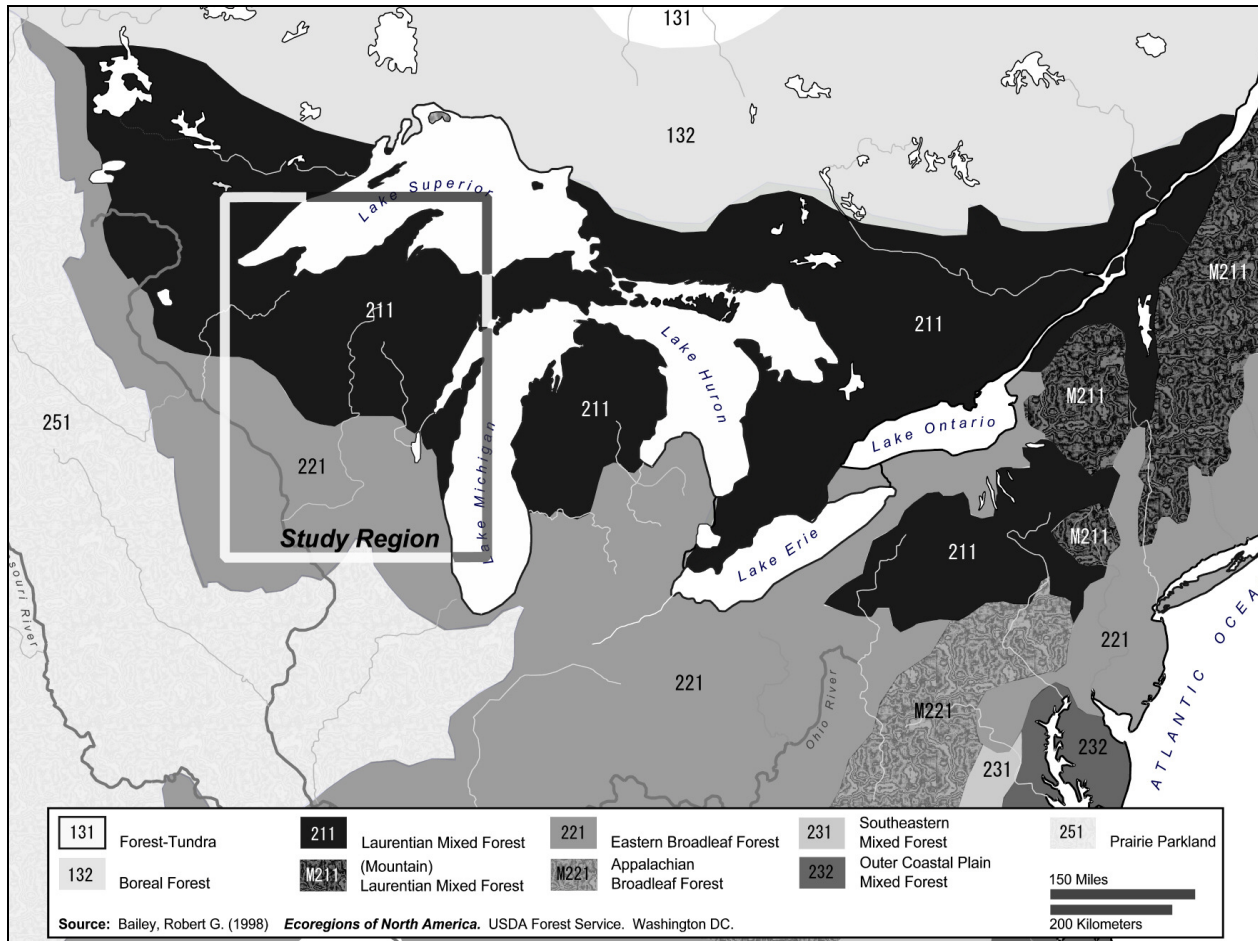 131
132
Lake Superior
M211
211
211
Lake Huron
211
M211
251
Lake Ontario
221
Lake Michigan
Study Region
Lake Erie
211
M211
souri River
221
221
ATLANTIC OCEA
Ohio River
M221
232
231
131 Forest-Tundra
132 Boreal Forest
211 Laurentian Mixed Forest
M211 (Mountain)
Laurentian Mixed Forest
221 Eastern Broadleaf Forest
M221 Appalachian
Broadleaf Forest
231 Southeastern
Mixed Forest
232 Outer Coastal Plain
Mixed Forest
251 Prairie Parkland
150 Miles
200 Kilometers
Source: Bailey, Robert G. (1998) Ecoregions of North America. USDA Forest Service. Washington DC.